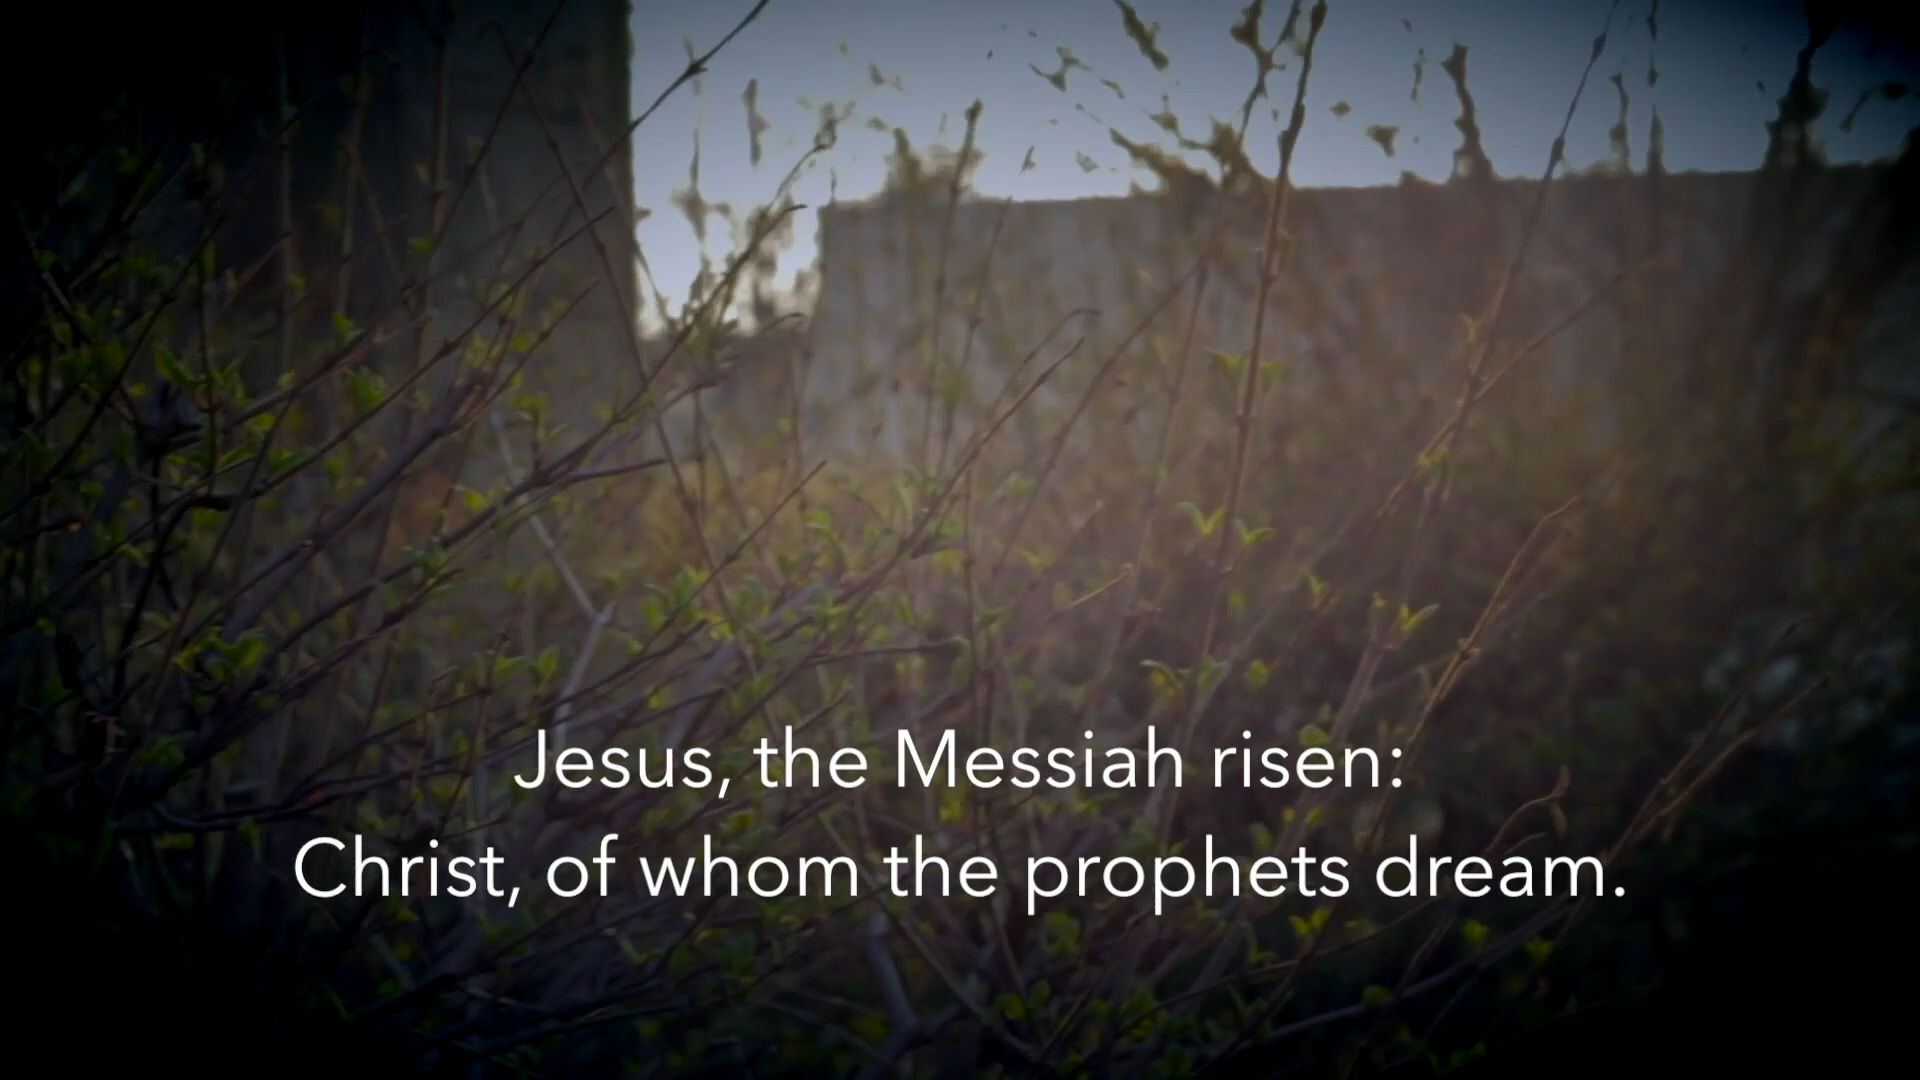 Jesus, the Messiah risen:
Christ, of whom the prophets dream.